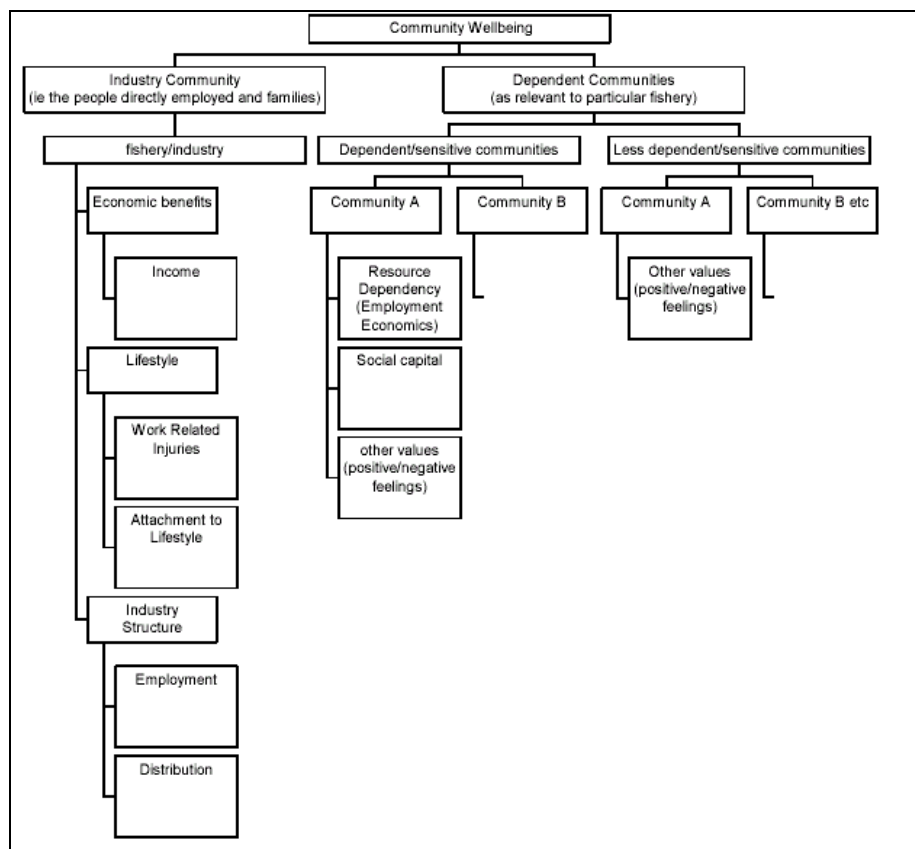 Community Wellbeing
Industry Community
(ie the people directly employed and families)
Dependent Communities
(as relevant to particular fishery)
fishery/industry
Dependent/sensitive communities
Less dependent/sensitive communities
Economic benefits
Community A
Community B
Community A
Community B etc
Income
Resource
Dependency
(Employment
Economics)
Other values
(positive/negative
feelings)
Lifestyle
Social capital
Work Related
Injuries
other values
(positive/negative
feelings)
Attachment to
Lifestyle
Industry
Structure
Employment
Distribution